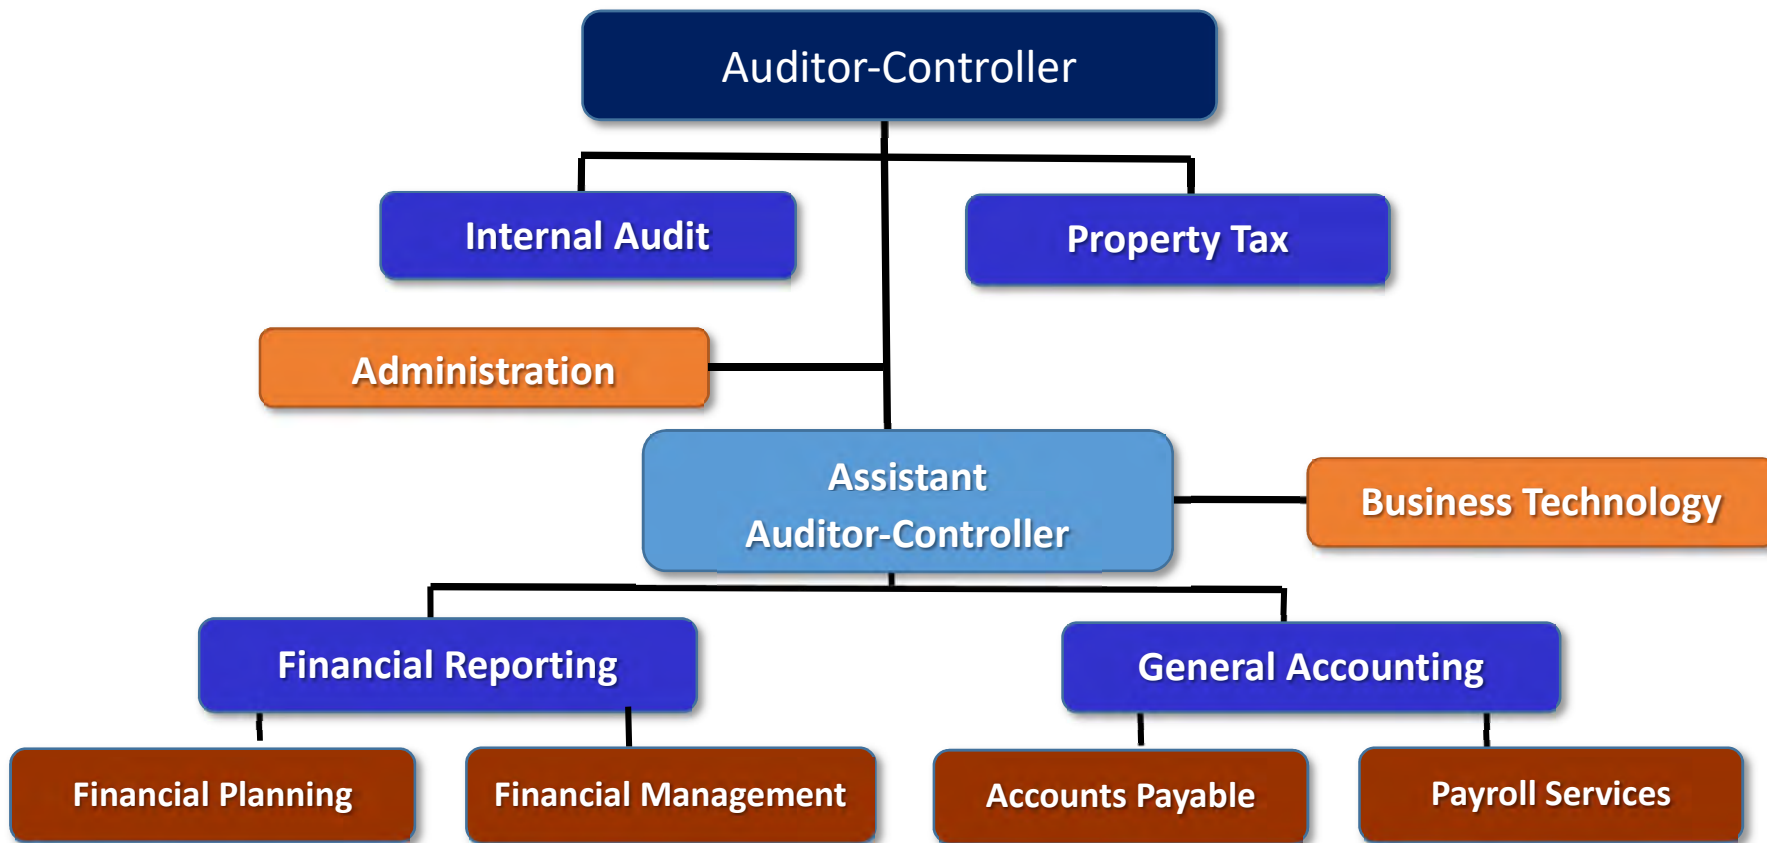 Auditor-Controller
Internal Audit
Property Tax
Administration
Assistant
Auditor-Controller
Business Technology
Financial Reporting
General Accounting
Financial Planning
Financial Management
Accounts Payable
Payroll Services